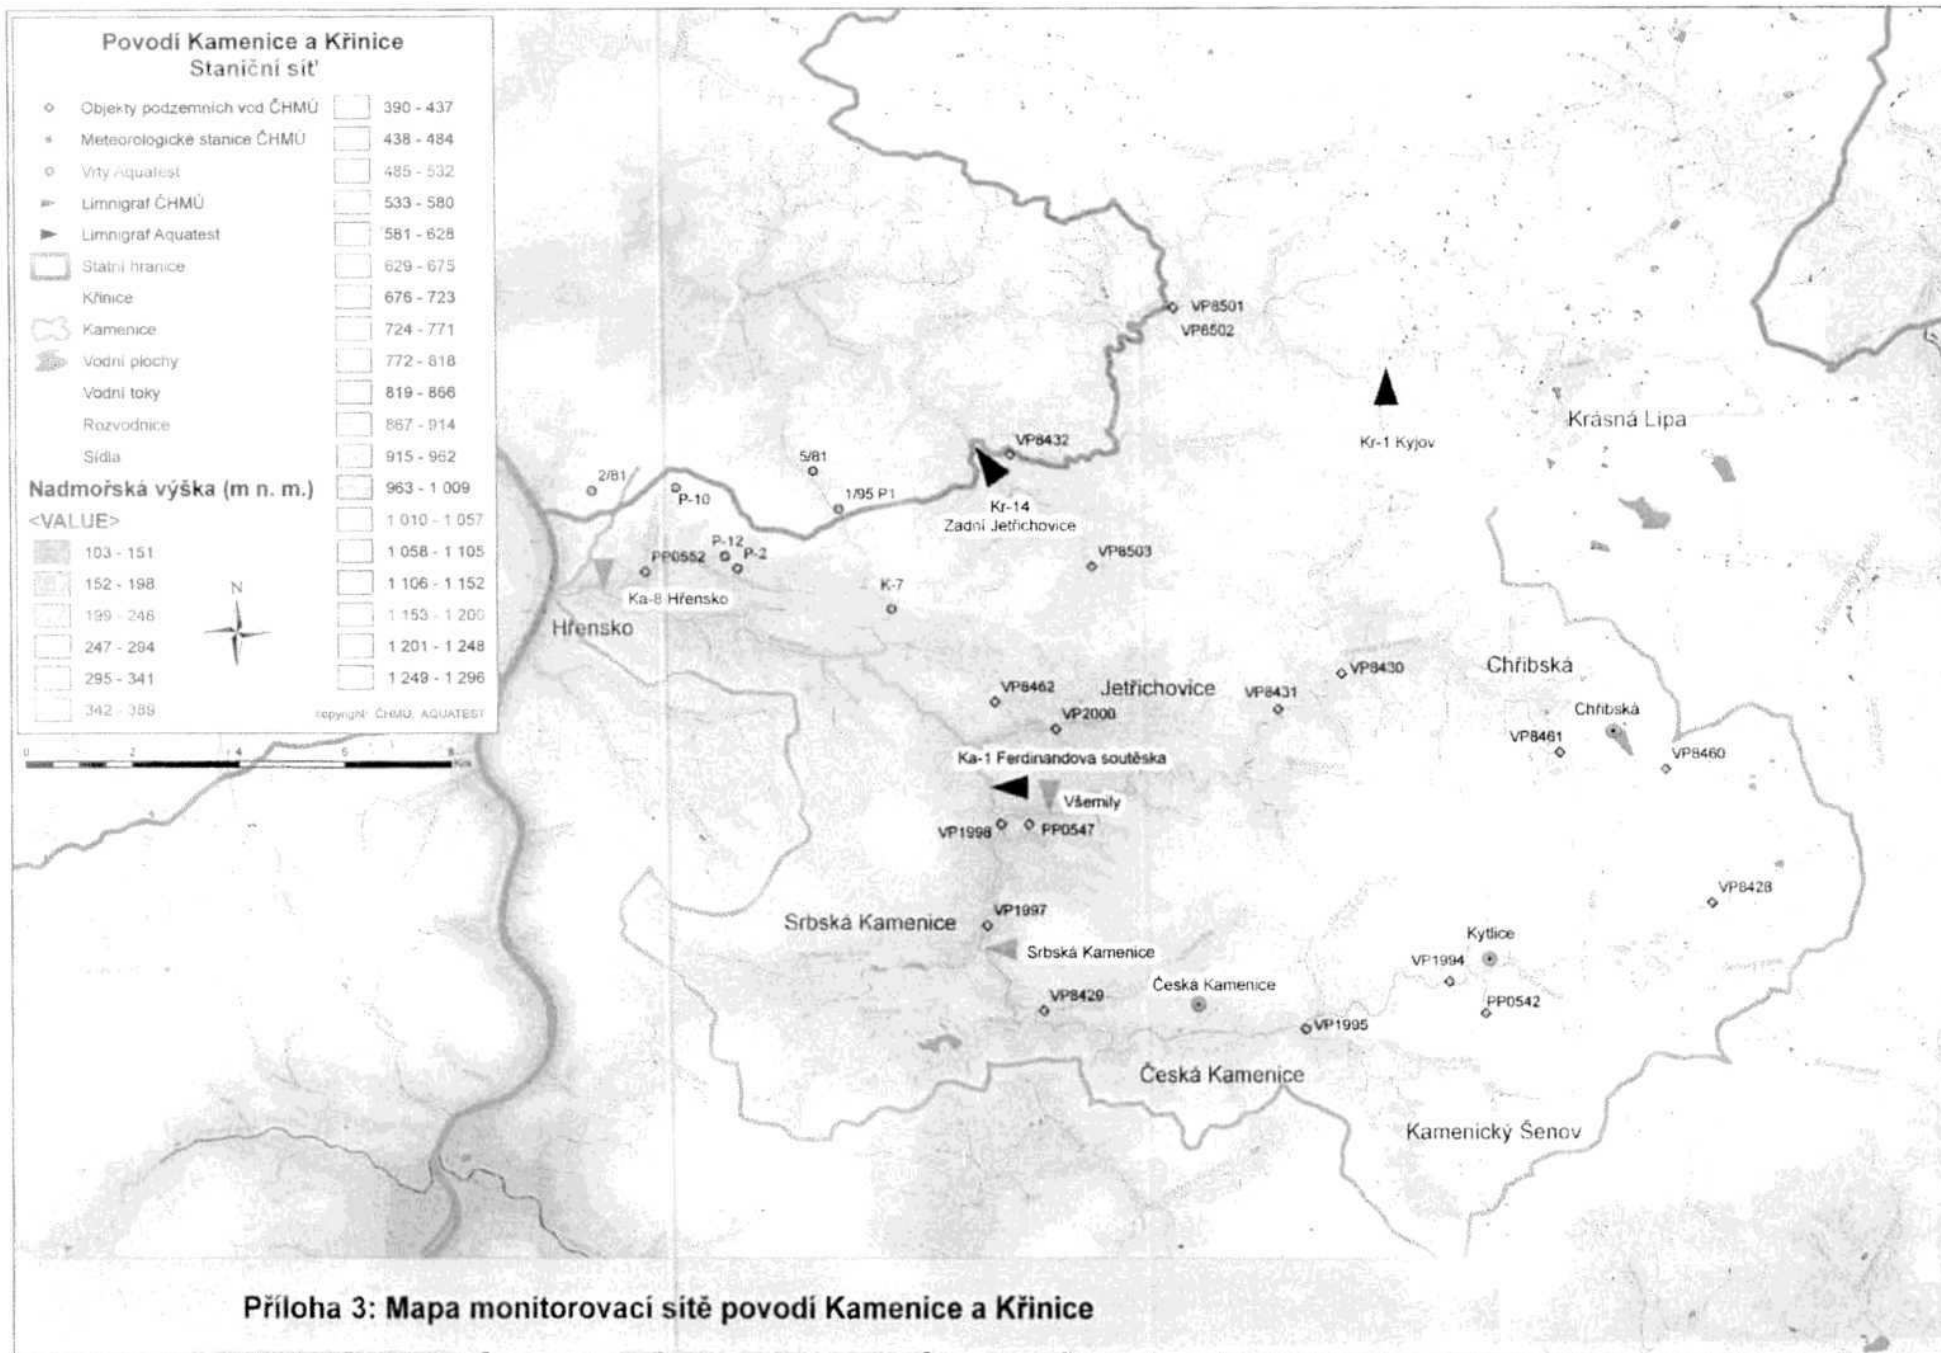 Povodí Kamenice a Křinice
Staniční síť
Objekty podzemních vod ČHMÚ
Meteorologické stanice ČHMÚ
Vrty Aquatest
Limnigraf ČHMÚ
Limnigraf Aquatest
Státní hranice
Křinice
Kamenice
Vodní plochy
Vodní toky
Rozvodnice
Sídla
Nadmořská výška (m n. m.)
<VALUE>
103 - 151
152 - 198
199 - 246
247 - 294
295 - 341
342 - 389
390 - 437
438 - 484
485 - 532
533 - 580
581 - 628
629 - 675
676 - 723
724 - 771
772 - 818
819 - 866
867 - 914
915 - 962
963 - 1 009
1 010 - 1 057
1 058 - 1 105
1 106 - 1 152
1 153 - 1 200
1 201 - 1 248
1 249 - 1 296
N
copyright: ČHMÚ, AQUATEST
0 2 4 6 8
VP8501
VP8502
Kr-1 Kyjov
Krásná Lípa
VP8432
5/81
2/81
P-10
1/95 P1
Kr-14
Zadní Jetřichovice
P-12
P-2
PP0552
VP8503
Ka-8 Hřensko
K-7
Hřensko
Chřibská
VP8430
VP8462
Jetřichovice
VP8431
Chřibská
VP2000
VP8461
VP8460
Ka-1 Ferdinandova soutěska
Všemily
VP1998
PP0547
VP8428
VP1997
Srbská Kamenice
Kytlice
Srbská Kamenice
VP1994
Česká Kamenice
VP8429
PP0542
VP1995
Česká Kamenice
Kamenický Šenov
Příloha 3: Mapa monitorovací sítě povodí Kamenice a Křinice